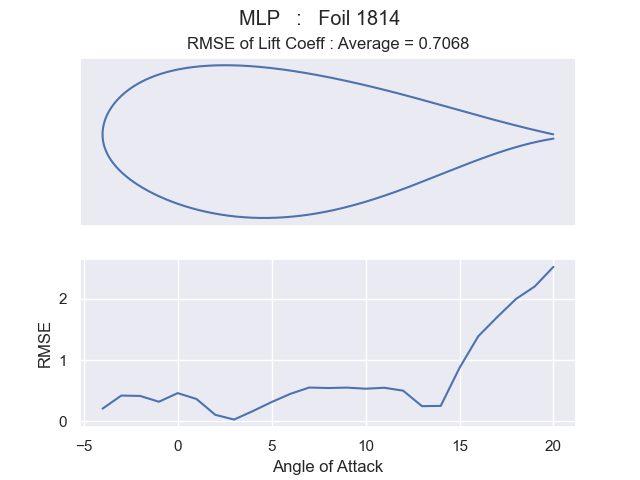 MLP : Foil 1814
RMSE of Lift Coeff : Average = 0.7068
2
1
0
RMSE
−5
0
5
10
15
20
Angle of Attack